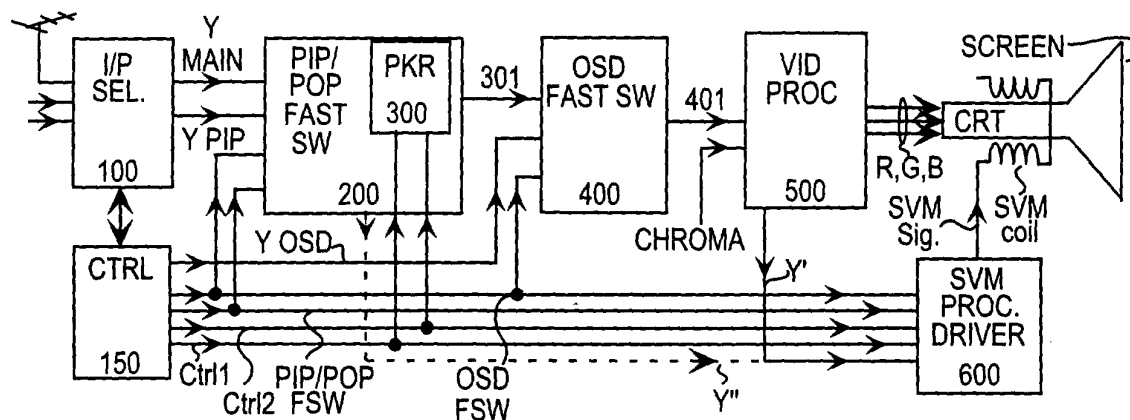 I/P
SEL.
100
Y
MAIN
Y PIP
PIP/
POP
FAST
SW
200
PKR
300
301
OSD
FAST SW
400
401
VID
PROC
500
CHROMA
R,G,B
SCREEN
CRT
SVM
Sig.
SVM
coil
CTRL
150
Y OSD
Y'
SVM
PROC.
DRIVER
600
Ctrl1
Ctrl2
PIP/POP
FSW
OSD
FSW
Y"